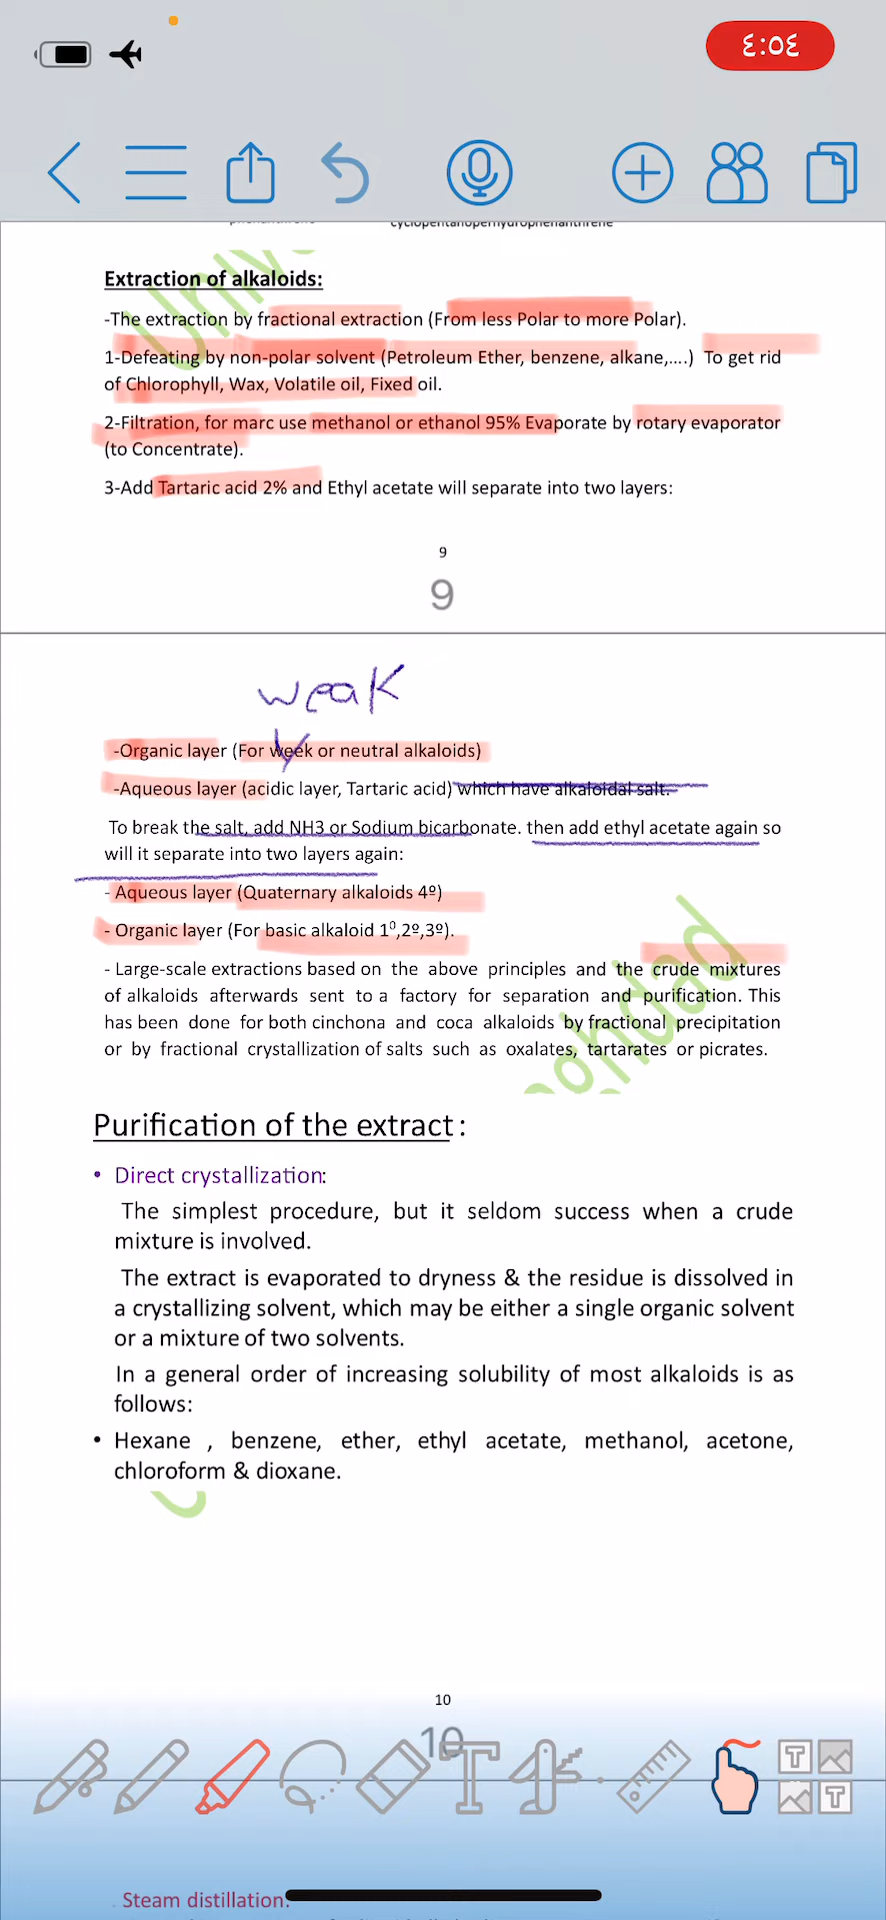 ٤:٥٤
cyclopentanoperhydrophenanthrene
Extraction of alkaloids:
-The extraction by fractional extraction (From less Polar to more Polar).
1-Defeating by non-polar solvent (Petroleum Ether, benzene, alkane,....) To get rid
of Chlorophyll, Wax, Volatile oil, Fixed oil.
2-Filtration, for marc use methanol or ethanol 95% Evaporate by rotary evaporator
(to Concentrate).
3-Add Tartaric acid 2% and Ethyl acetate will separate into two layers:
9
9
weak
-Organic layer (For week or neutral alkaloids)
-Aqueous layer (acidic layer, Tartaric acid) which have alkaloidal salt.
To break the salt, add NH3 or Sodium bicarbonate. then add ethyl acetate again so
will it separate into two layers again:
- Aqueous layer (Quaternary alkaloids 4º)
- Organic layer (For basic alkaloid 1⁰,2º,3º).
- Large-scale extractions based on the above principles and the crude mixtures
of alkaloids afterwards sent to a factory for separation and purification. This
has been done for both cinchona and coca alkaloids by fractional precipitation
or by fractional crystallization of salts such as oxalates, tartarates or picrates.
Purification of the extract :
• Direct crystallization:
The simplest procedure, but it seldom success when a crude
mixture is involved.
The extract is evaporated to dryness & the residue is dissolved in
a crystallizing solvent, which may be either a single organic solvent
or a mixture of two solvents.
In a general order of increasing solubility of most alkaloids is as
follows:
• Hexane , benzene, ether, ethyl acetate, methanol, acetone,
chloroform & dioxane.
10
10
T
T
T
Steam distillation: